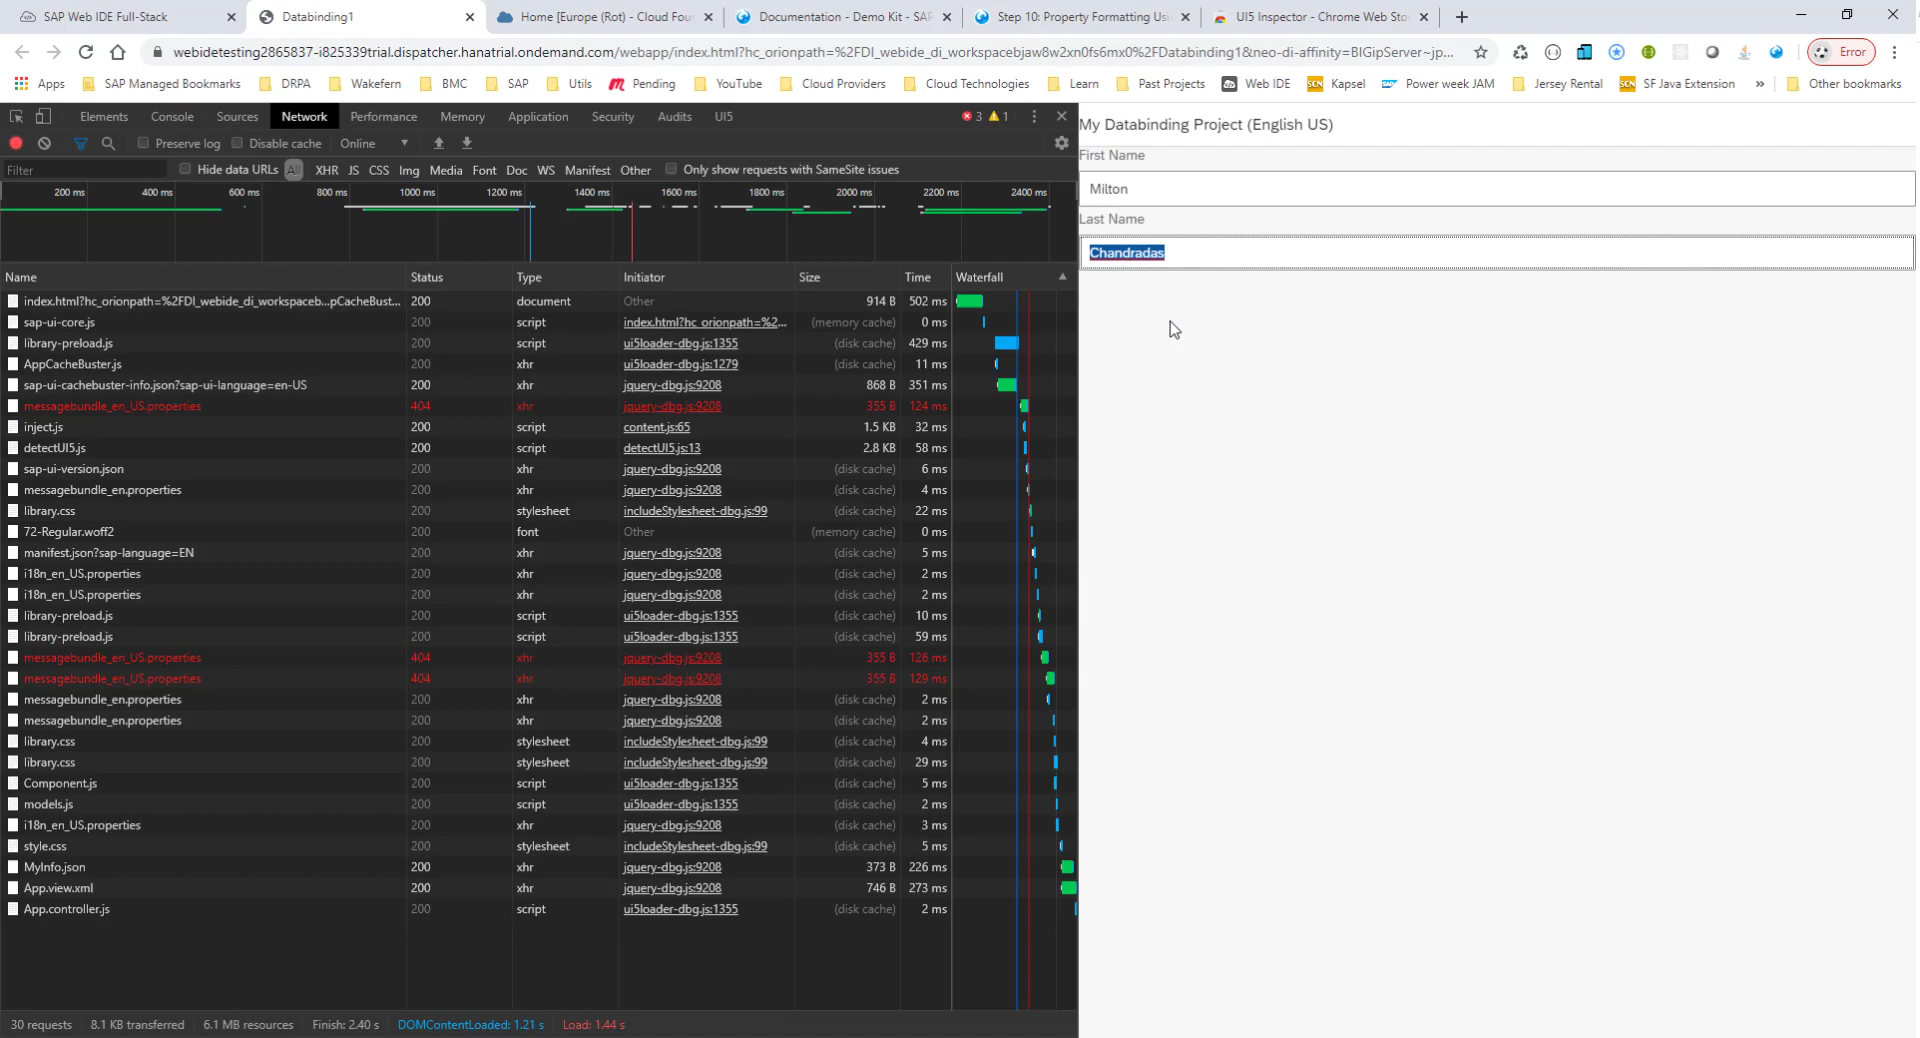 SAP Web IDE Full-Stack
Databinding1
Home [Europe (Rot) - Cloud Fou
Documentation - Demo Kit - SA
Step 10: Property Formatting Usi
UI5 Inspector - Chrome Web Sto
webidetesting2865837-i825339trial.dispatcher.hanatrial.ondemand.com/webapp/index.html?hc_orionpath=%2FDI_webide_di_workspacebjaw8w2xn0fs6mx0%2FDatabinding1&neo-di-affinity=BIGipServer~jp...
Error
Apps
SAP Managed Bookmarks
DRPA
Wakefern
BMC
SAP
Utils
Pending
YouTube
Cloud Providers
Cloud Technologies
Learn
Past Projects
Web IDE
SCN
Kapsel
Power week JAM
Jersey Rental
SCN
SF Java Extension
»
Other bookmarks
Elements
Console
Sources
Network
Performance
Memory
Application
Security
Audits
UI5
3
1
Preserve log
Disable cache
Online
Filter
Hide data URLs
All
XHR
JS
CSS
Img
Media
Font
Doc
WS
Manifest
Other
Only show requests with SameSite issues
200 ms
400 ms
600 ms
800 ms
1000 ms
1200 ms
1400 ms
1600 ms
1800 ms
2000 ms
2200 ms
2400 ms
Name Status Type Initiator Size Time Waterfall
index.html?hc_orionpath=%2FDI_webide_di_workspaceb...pCacheBust... 200 document Other 914 B 502 ms
sap-ui-core.js 200 script index.html?hc_orionpath=%2... (memory cache) 0 ms
library-preload.js 200 script ui5loader-dbg.js:1355 (disk cache) 429 ms
AppCacheBuster.js 200 xhr ui5loader-dbg.js:1279 (disk cache) 11 ms
sap-ui-cachebuster-info.json?sap-ui-language=en-US 200 xhr jquery-dbg.js:9208 868 B 351 ms
messagebundle_en_US.properties 404 xhr jquery-dbg.js:9208 355 B 124 ms
inject.js 200 script content.js:65 1.5 KB 32 ms
detectUI5.js 200 script detectUI5.js:13 2.8 KB 58 ms
sap-ui-version.json 200 xhr jquery-dbg.js:9208 (disk cache) 6 ms
messagebundle_en.properties 200 xhr jquery-dbg.js:9208 (disk cache) 4 ms
library.css 200 stylesheet includeStylesheet-dbg.js:99 (disk cache) 22 ms
72-Regular.woff2 200 font Other (memory cache) 0 ms
manifest.json?sap-language=EN 200 xhr jquery-dbg.js:9208 (disk cache) 5 ms
i18n_en_US.properties 200 xhr jquery-dbg.js:9208 (disk cache) 2 ms
i18n_en_US.properties 200 xhr jquery-dbg.js:9208 (disk cache) 2 ms
library-preload.js 200 script ui5loader-dbg.js:1355 (disk cache) 10 ms
library-preload.js 200 script ui5loader-dbg.js:1355 (disk cache) 59 ms
messagebundle_en_US.properties 404 xhr jquery-dbg.js:9208 355 B 126 ms
messagebundle_en_US.properties 404 xhr jquery-dbg.js:9208 355 B 129 ms
messagebundle_en.properties 200 xhr jquery-dbg.js:9208 (disk cache) 2 ms
messagebundle_en.properties 200 xhr jquery-dbg.js:9208 (disk cache) 2 ms
library.css 200 stylesheet includeStylesheet-dbg.js:99 (disk cache) 4 ms
library.css 200 stylesheet includeStylesheet-dbg.js:99 (disk cache) 29 ms
Component.js 200 script ui5loader-dbg.js:1355 (disk cache) 5 ms
models.js 200 script ui5loader-dbg.js:1355 (disk cache) 2 ms
i18n_en_US.properties 200 xhr jquery-dbg.js:9208 (disk cache) 3 ms
style.css 200 stylesheet includeStylesheet-dbg.js:99 (disk cache) 5 ms
MyInfo.json 200 xhr jquery-dbg.js:9208 373 B 226 ms
App.view.xml 200 xhr jquery-dbg.js:9208 746 B 273 ms
App.controller.js 200 script ui5loader-dbg.js:1355 (disk cache) 2 ms
30 requests 8.1 KB transferred 6.1 MB resources Finish: 2.40 s DOMContentLoaded: 1.21 s Load: 1.44 s
My Databinding Project (English US)
First Name
Milton
Last Name
Chandradas